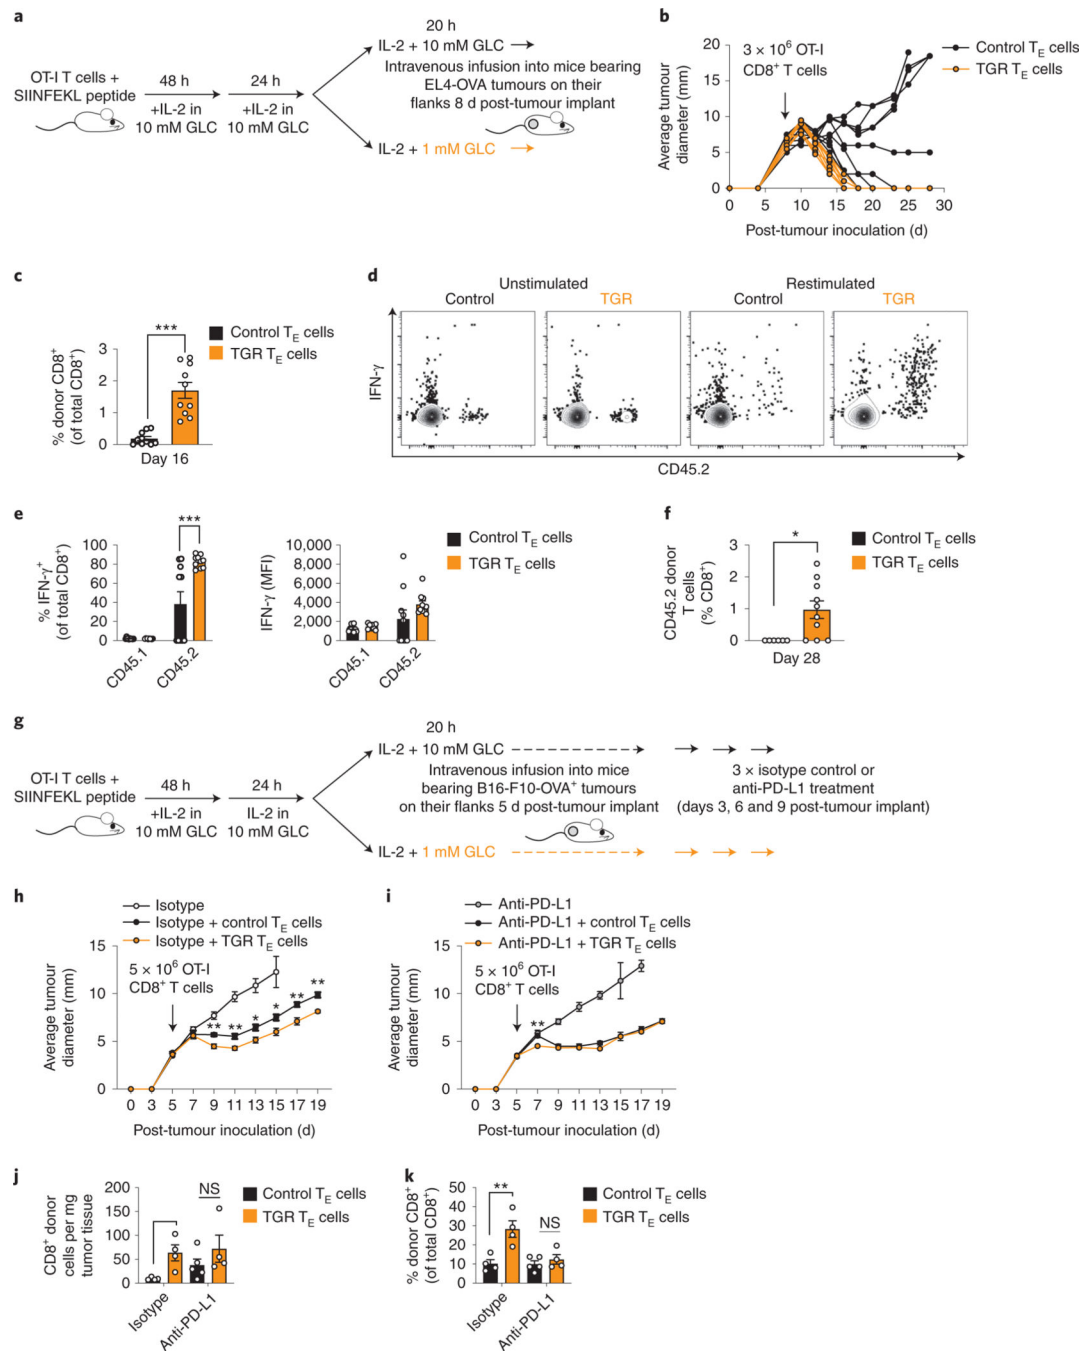 a
OT-I T cells +
SIINFEKL peptide
48 h
+IL-2 in
10 mM GLC
24 h
+IL-2 in
10 mM GLC
20 h
IL-2 + 10 mM GLC
Intravenous infusion into mice bearing
EL4-OVA tumours on their
flanks 8 d post-tumour implant
IL-2 + 1 mM GLC
b
3 × 10⁶ OT-I
CD8⁺ T cells
Control T_E cells
TGR T_E cells
Average tumour
diameter (mm)
20
15
10
5
0
0 5 10 15 20 25 30
Post-tumour inoculation (d)
c
Control T_E cells
TGR T_E cells
***
% donor CD8⁺
(of total CD8⁺)
3
2
1
0
Day 16
d
Unstimulated Restimulated
Control TGR Control TGR
IFN-γ
CD45.2
e
***
Control T_E cells
TGR T_E cells
% IFN-γ⁺
(of total CD8⁺)
100
80
60
40
20
0
CD45.1 CD45.2
Control T_E cells
TGR T_E cells
IFN-γ (MFI)
10,000
8,000
6,000
4,000
2,000
0
CD45.1 CD45.2
f
*
Control T_E cells
TGR T_E cells
CD45.2 donor
T cells
(% CD8⁺)
3
2
1
0
Day 28
g
OT-I T cells +
SIINFEKL peptide
48 h
+IL-2 in
10 mM GLC
24 h
IL-2 in
10 mM GLC
20 h
IL-2 + 10 mM GLC
Intravenous infusion into mice
bearing B16-F10-OVA⁺ tumours
on their flanks 5 d post-tumour implant
3 × isotype control or
anti-PD-L1 treatment
(days 3, 6 and 9 post-tumour implant)
IL-2 + 1 mM GLC
h
Isotype
Isotype + control T_E cells
Isotype + TGR T_E cells
5 × 10⁶ OT-I
CD8⁺ T cells
Average tumour
diameter (mm)
15
10
5
0
** ** * * ** **
0 3 5 7 9 11 13 15 17 19
Post-tumour inoculation (d)
i
Anti-PD-L1
Anti-PD-L1 + control T_E cells
Anti-PD-L1 + TGR T_E cells
5 × 10⁶ OT-I
CD8⁺ T cells
Average tumour
diameter (mm)
15
10
5
0
**
0 3 5 7 9 11 13 15 17 19
Post-tumour inoculation (d)
j
NS
Control T_E cells
TGR T_E cells
CD8⁺ donor
cells per mg
tumor tissue
200
150
100
50
0
Isotype Anti-PD-L1
k
**
NS
Control T_E cells
TGR T_E cells
% donor CD8⁺
(of total CD8⁺)
50
40
30
20
10
0
Isotype Anti-PD-L1